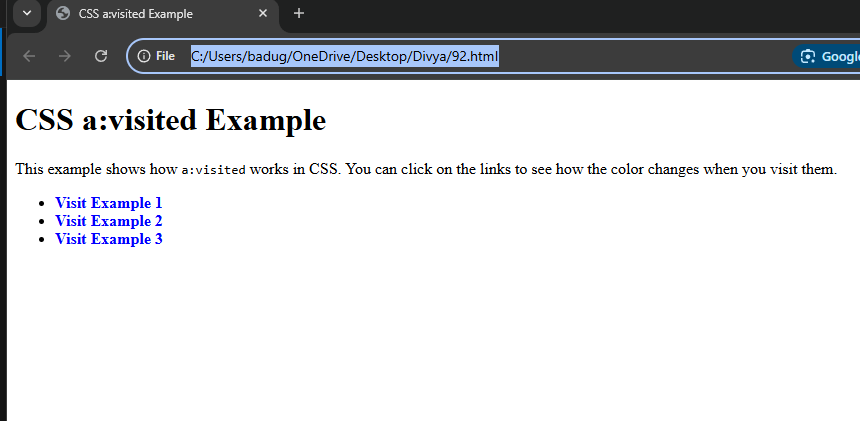 CSS a:visited Example
File C:/Users/badug/OneDrive/Desktop/Divya/92.html
CSS a:visited Example
This example shows how a:visited works in CSS. You can click on the links to see how the color changes when you visit them.
Visit Example 1
Visit Example 2
Visit Example 3